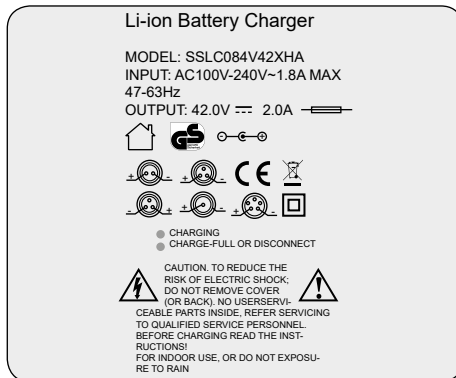 Li-ion Battery Charger
MODEL: SSLC084V42XHA
INPUT: AC100V-240V~1.8A MAX
47-63Hz
OUTPUT: 42.0V ⎓ 2.0A
GS
+ - + - CE
- + + - + -
CHARGING
CHARGE-FULL OR DISCONNECT
CAUTION. TO REDUCE THE
RISK OF ELECTRIC SHOCK;
DO NOT REMOVE COVER
(OR BACK). NO USERSERVI-
CEABLE PARTS INSIDE, REFER SERVICING
TO QUALIFIED SERVICE PERSONNEL.
BEFORE CHARGING READ THE INST-
RUCTIONS!
FOR INDOOR USE, OR DO NOT EXPOSU-
RE TO RAIN